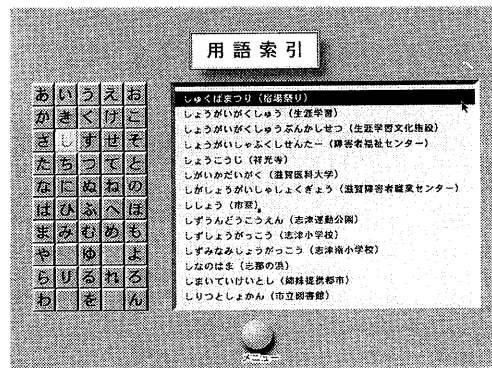 用語索引
あいうえお
かきくけこ
さしすせそ
たちつてと
なにぬねの
はひふへほ
まみむめも
や ゆ よ
らりるれろ
わ を ん
しゅくばまつり（宿場祭り）
しょうがいがくしゅう（生涯学習）
しょうがいがくしゅうぶんかしせつ（生涯学習文化施設）
しょうがいしゃふくしせんたー（障害者福祉センター）
しょうこうじ（祥光寺）
しがいかだいがく（滋賀医科大学）
しがしょうがいしゃしょくぎょう（滋賀障害者職業センター）
ししょう（市章）
しずうんどうこうえん（志津運動公園）
しずしょうがっこう（志津小学校）
しずみなみしょうがっこう（志津南小学校）
しなのはま（志那の浜）
しまいていけいとし（姉妹提携都市）
しりつとしょかん（市立図書館）
メニュー